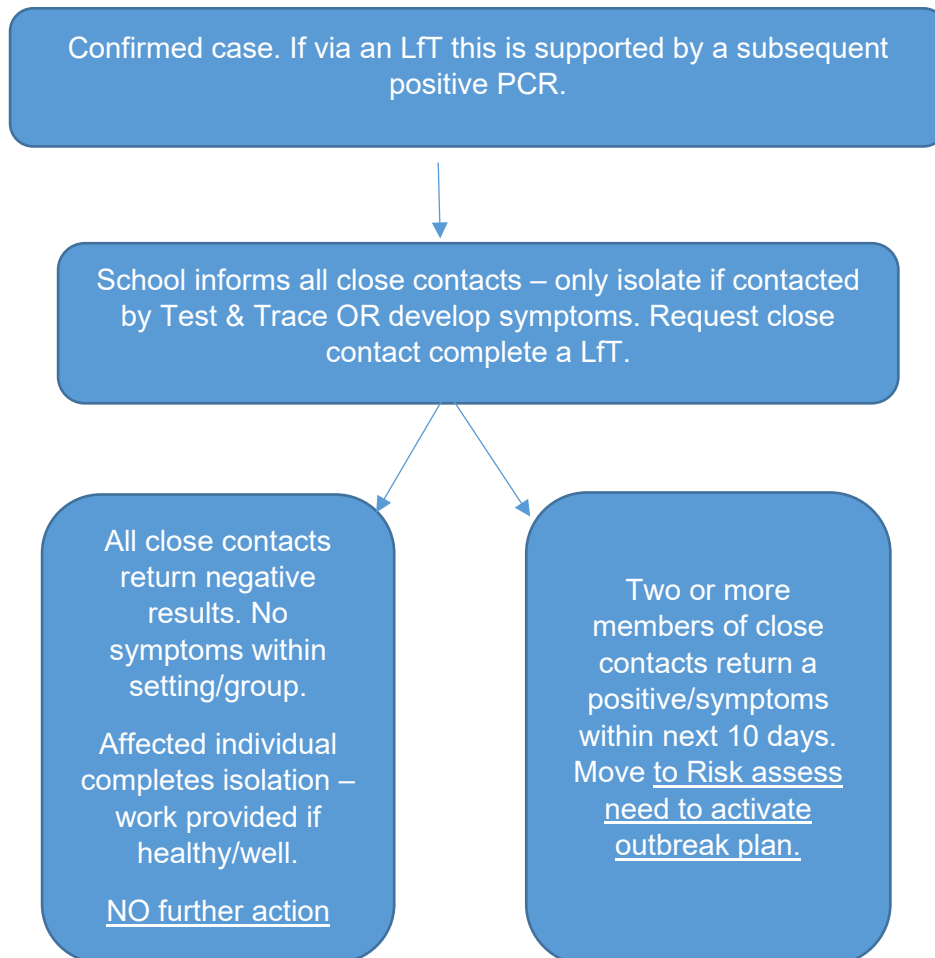 Confirmed case. If via an LfT this is supported by a subsequent
positive PCR.
School informs all close contacts – only isolate if contacted
by Test & Trace OR develop symptoms. Request close
contact complete a LfT.
All close contacts
return negative
results. No
symptoms within
setting/group.
Affected individual
completes isolation –
work provided if
healthy/well.
NO further action
Two or more
members of close
contacts return a
positive/symptoms
within next 10 days.
Move to Risk assess
need to activate
outbreak plan.